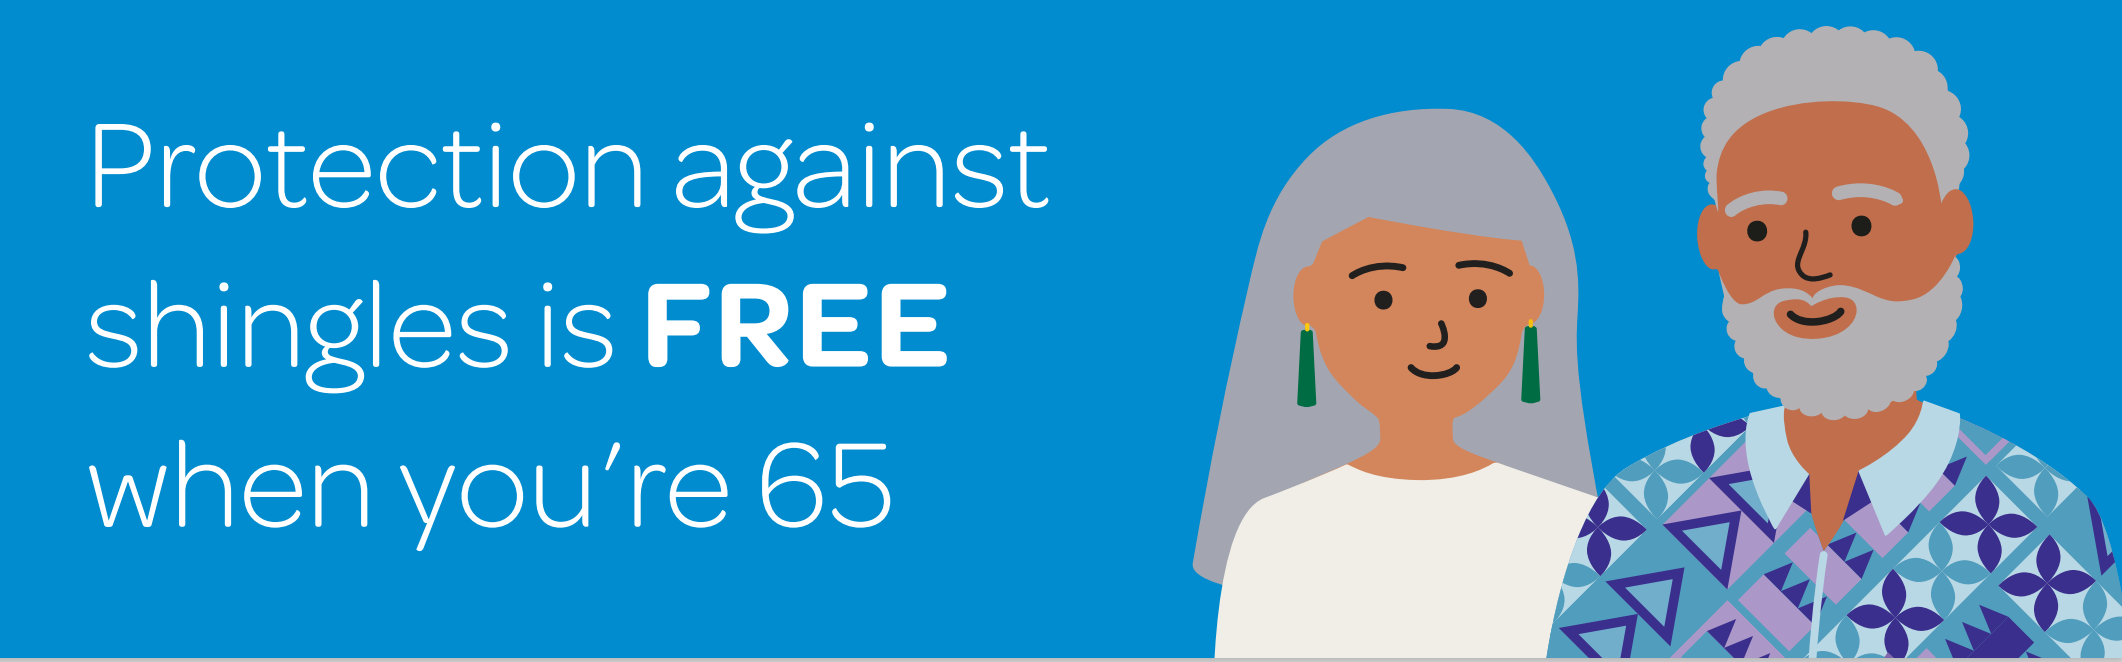 Protection against
shingles is FREE
when you’re 65